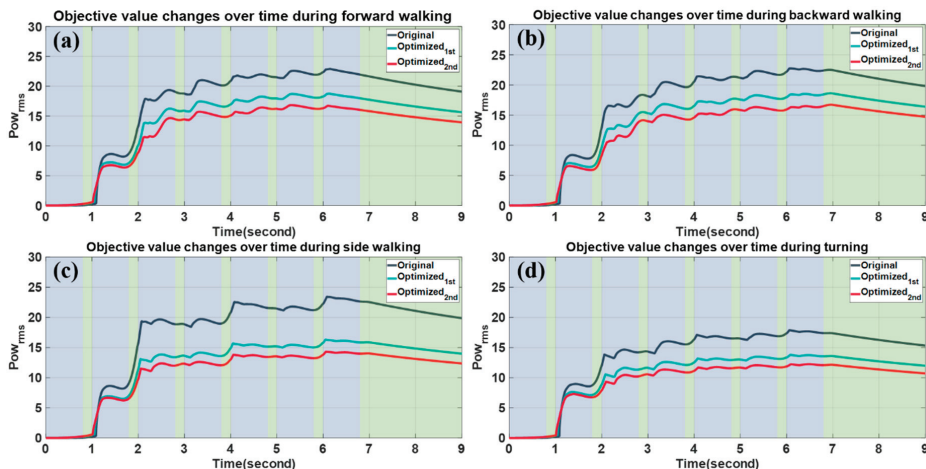 Objective value changes over time during forward walking
(a)
Original
Optimized1st
Optimized2nd
Powrms
30
25
20
15
10
5
0
0 1 2 3 4 5 6 7 8 9
Time(second)
Objective value changes over time during backward walking
(b)
Original
Optimized1st
Optimized2nd
Powrms
30
25
20
15
10
5
0
0 1 2 3 4 5 6 7 8 9
Time(second)
Objective value changes over time during side walking
(c)
Original
Optimized1st
Optimized2nd
Powrms
30
25
20
15
10
5
0
0 1 2 3 4 5 6 7 8 9
Time(second)
Objective value changes over time during turning
(d)
Original
Optimized1st
Optimized2nd
Powrms
30
25
20
15
10
5
0
0 1 2 3 4 5 6 7 8 9
Time(second)